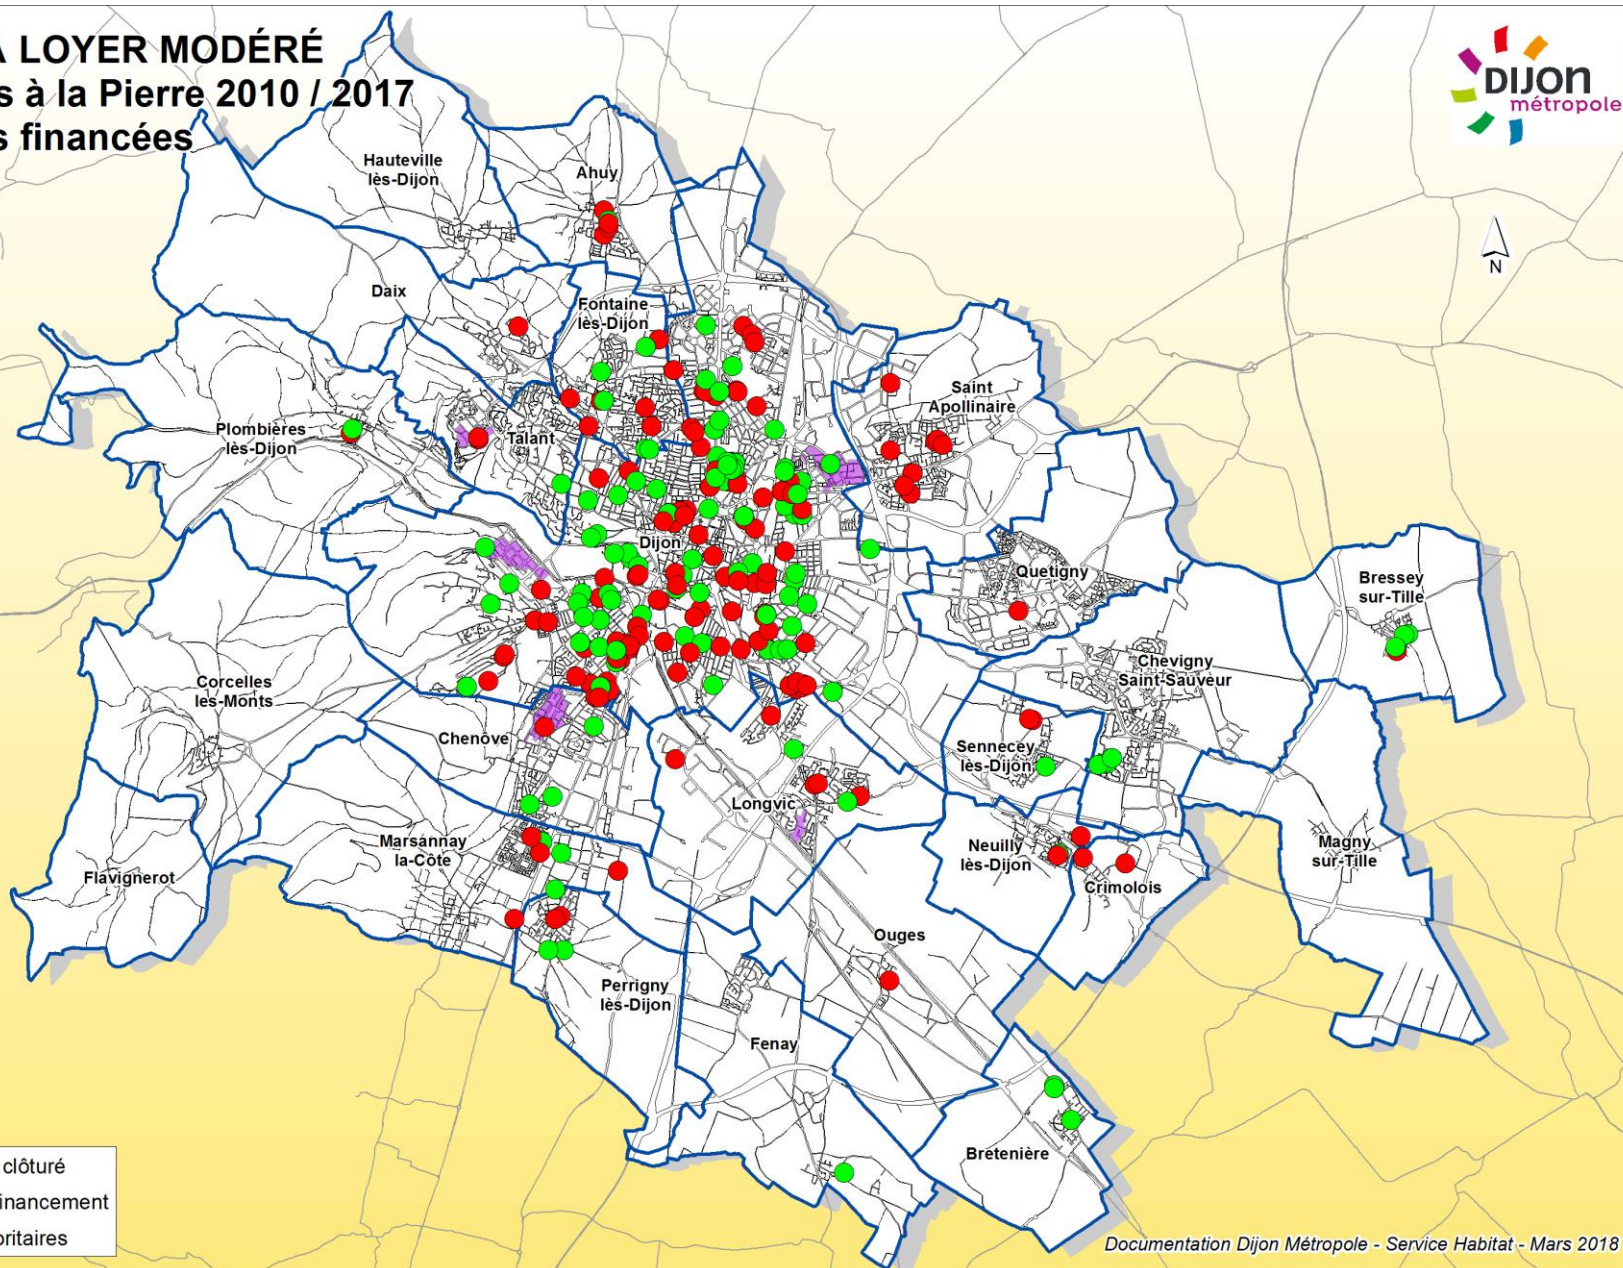 À LOYER MODÉRÉ
s à la Pierre 2010 / 2017
s financées
DIJON
métropole
N
Hauteville
lès-Dijon
Ahuy
Daix
Fontaine
lès-Dijon
Saint
Apollinaire
Plombières
lès-Dijon
Talant
Dijon
Quetigny
Bressey
sur-Tille
Corcelles
les-Monts
Chevigny
Saint-Sauveur
Chenôve
Sennecey
lès-Dijon
Longvic
Marsannay
la-Côte
Neuilly
lès-Dijon
Magny
sur-Tille
Flavignerot
Crimolois
Ouges
Perrigny
lès-Dijon
Fenay
Bretenière
clôturé
inancement
oritaires
Documentation Dijon Métropole - Service Habitat - Mars 2018